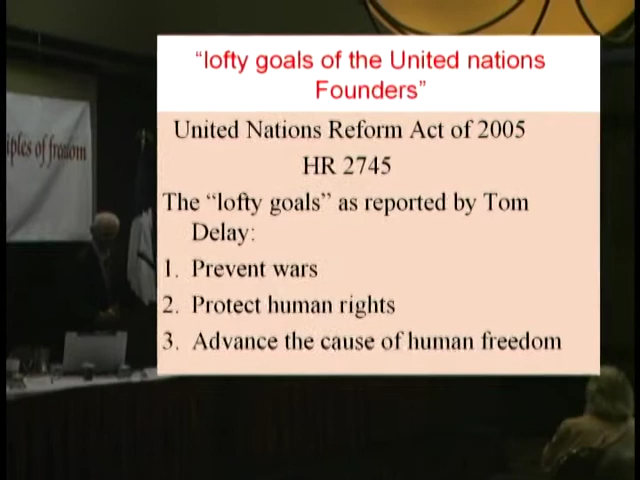 "lofty goals of the United nations
Founders"
United Nations Reform Act of 2005
HR 2745
The "lofty goals" as reported by Tom
Delay:
1. Prevent wars
2. Protect human rights
3. Advance the cause of human freedom
iples of freedom